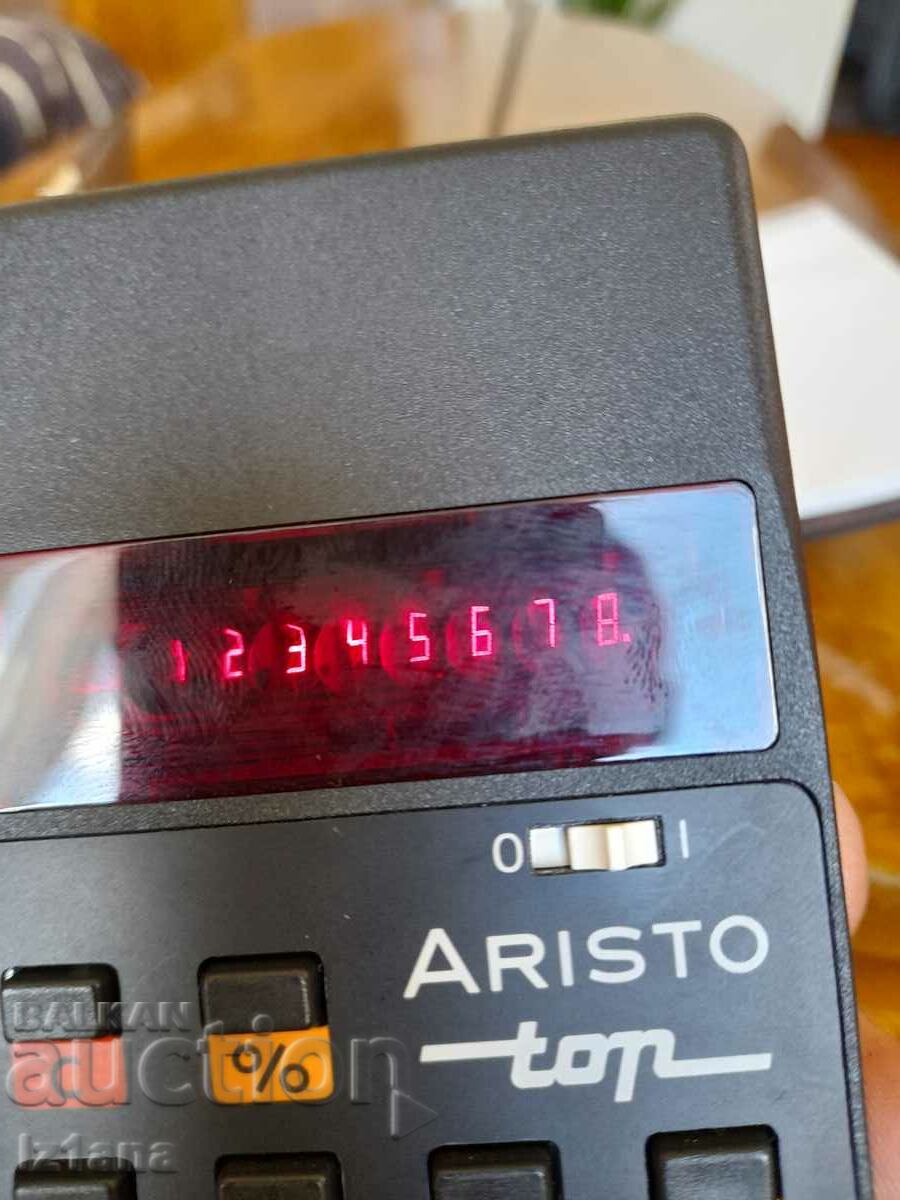 12345678.
0 I
ARISTO
top
C %
BALKAN
auction
Iz1ana